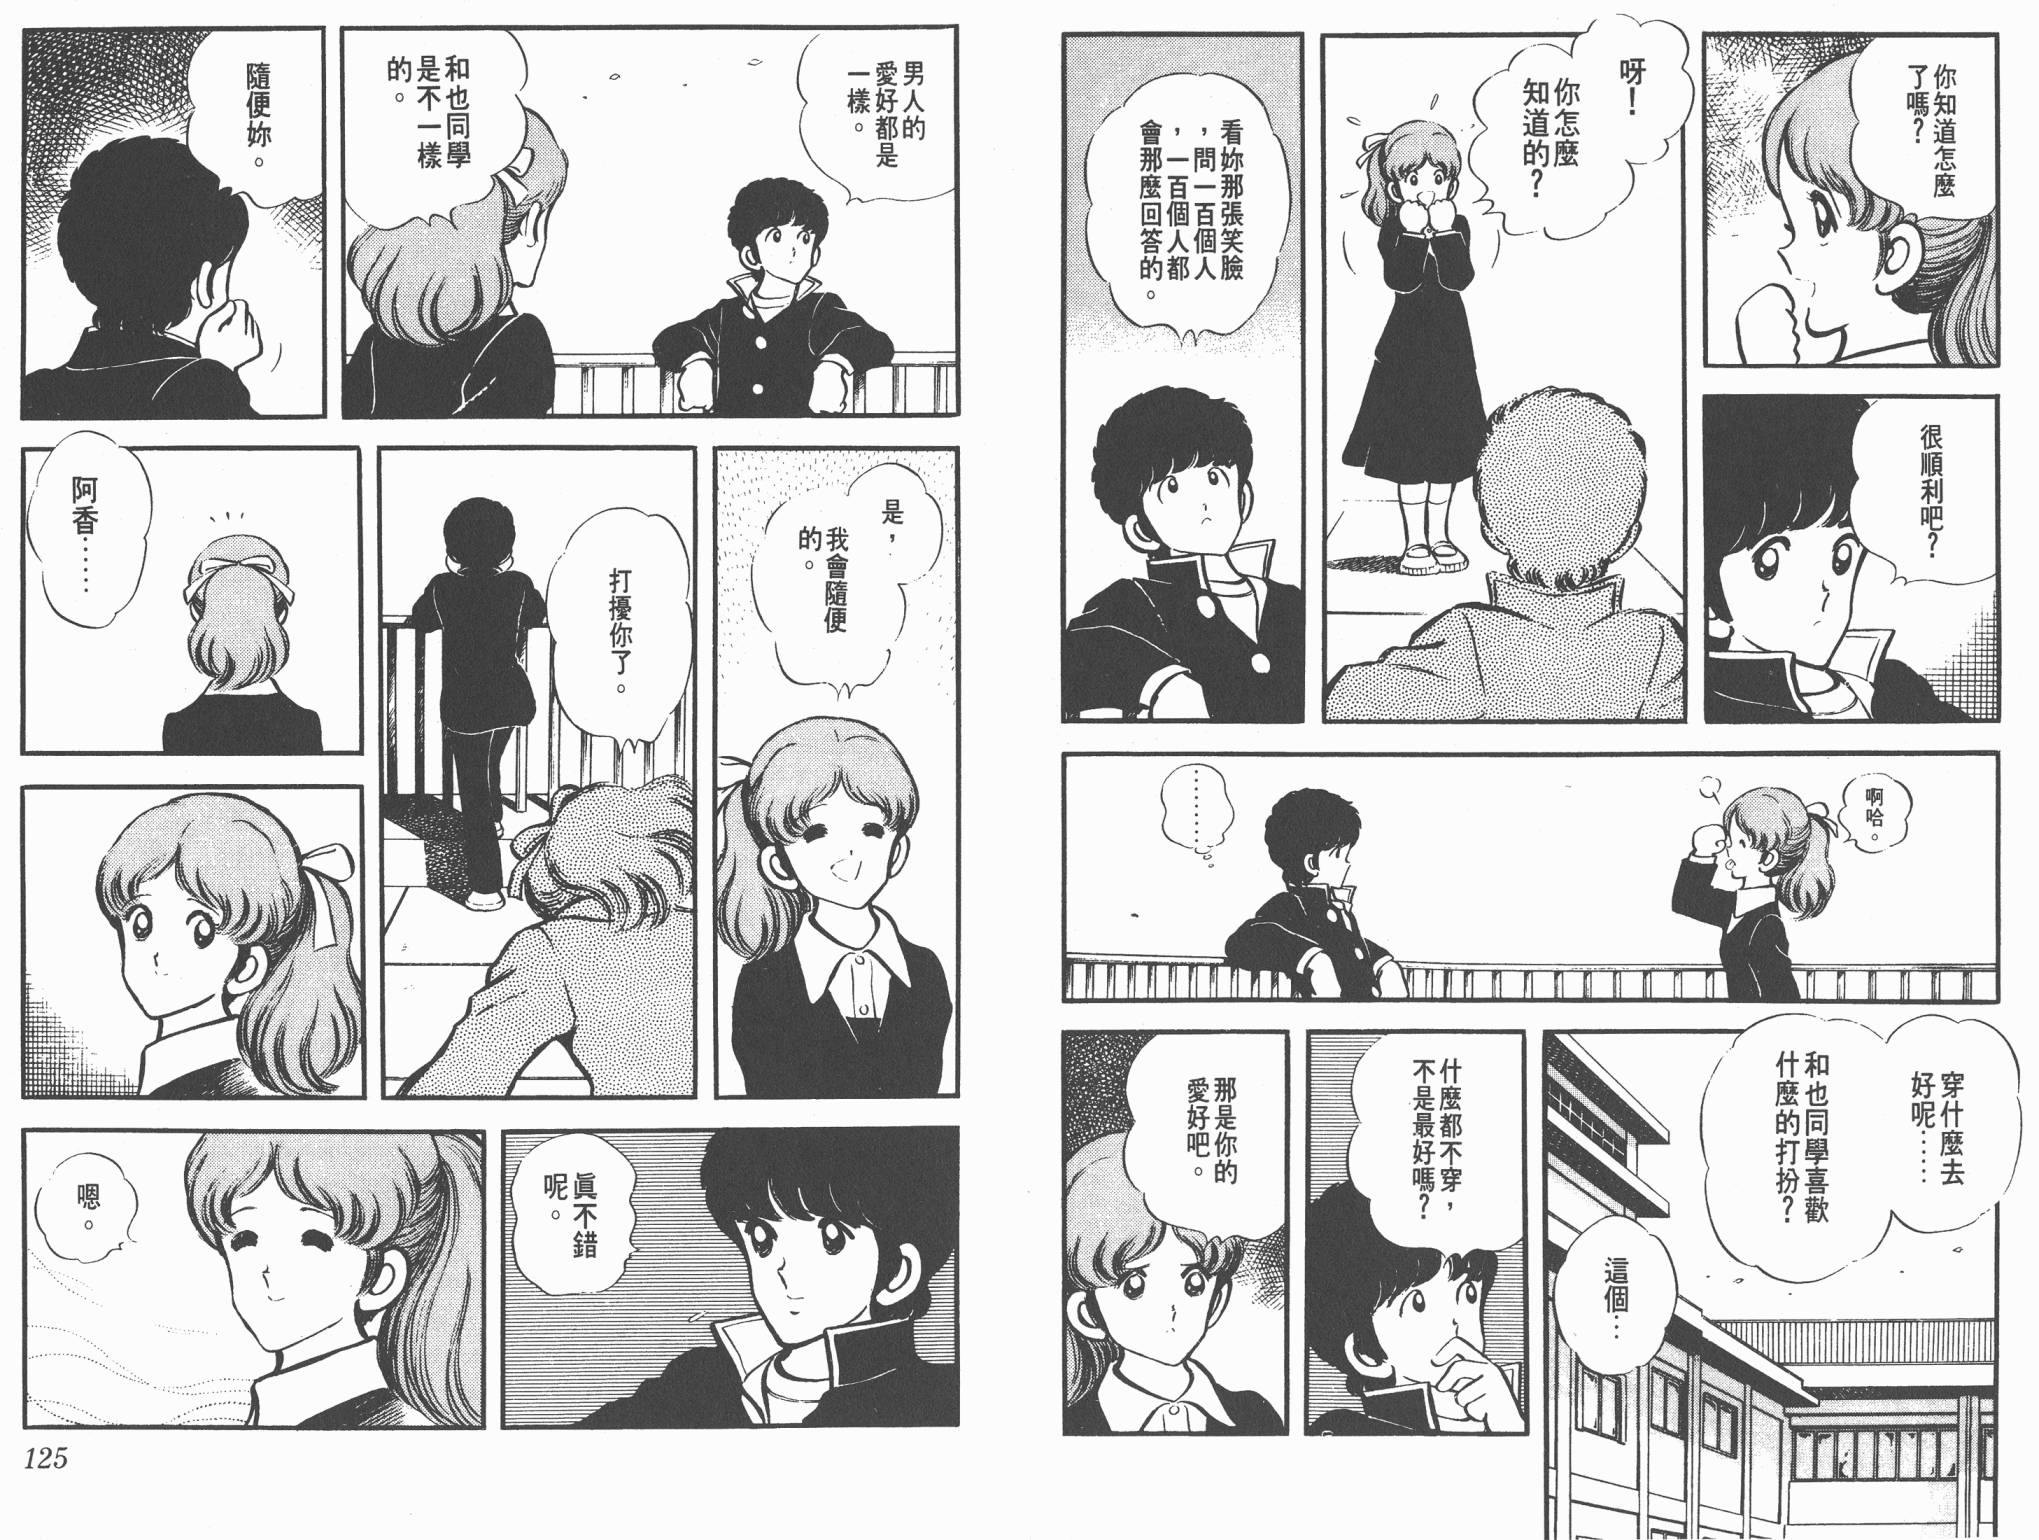 你知道怎麼
了嗎?
很順利吧?
呀!
你怎麼
知道的?
看妳那張笑臉
，問一百個人
，一百個人都
會那麼回答的。
啊哈。
………
穿什麼去
好呢……
和也同學喜歡
什麼的打扮?
這個…
什麼都不穿，
不是最好嗎?
那是你的
愛好吧。
男人的
愛好都是
一樣。
和也同學
是不一樣
的。
隨便妳。
是，
我會隨便
的。
打擾你了。
阿香……
眞不錯
呢。
嗯。
125